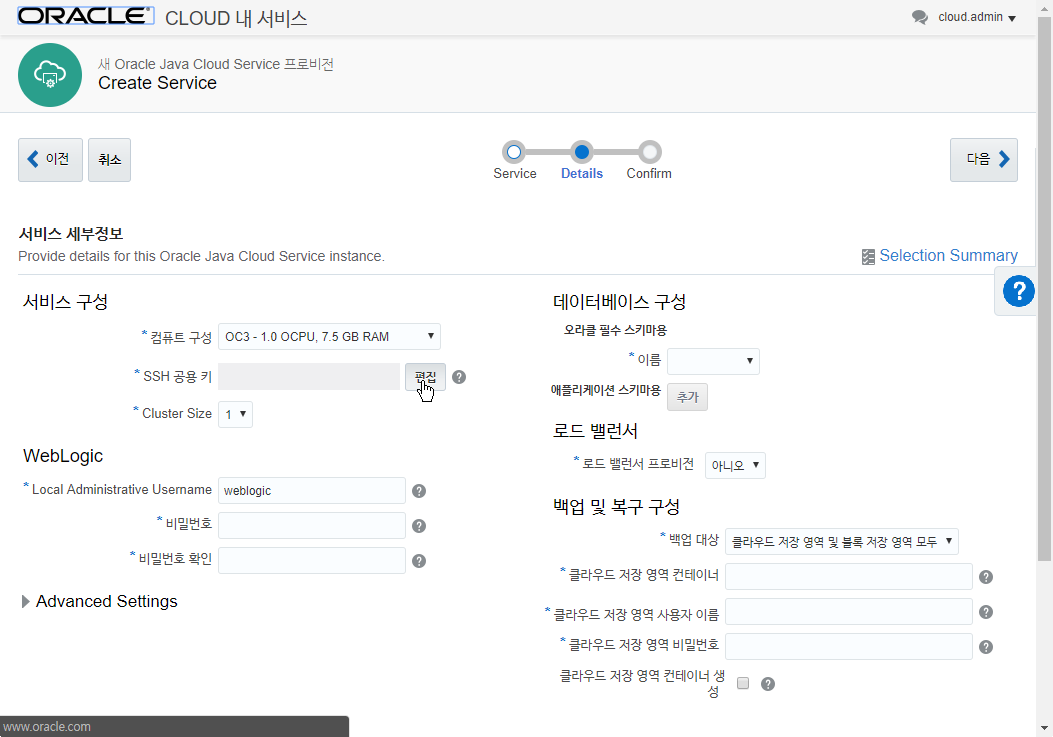 ORACLE CLOUD 내 서비스
cloud.admin
새 Oracle Java Cloud Service 프로비전
Create Service
이전
취소
Service
Details
Confirm
다음
서비스 세부정보
Provide details for this Oracle Java Cloud Service instance.
Selection Summary
?
서비스 구성
* 컴퓨트 구성 OC3 - 1.0 OCPU, 7.5 GB RAM
* SSH 공용 키 편집 ?
* Cluster Size 1
WebLogic
* Local Administrative Username weblogic ?
* 비밀번호 ?
* 비밀번호 확인 ?
Advanced Settings
데이터베이스 구성
오라클 필수 스키마용
* 이름
애플리케이션 스키마용 추가
로드 밸런서
* 로드 밸런서 프로비전 아니오
백업 및 복구 구성
* 백업 대상 클라우드 저장 영역 및 블록 저장 영역 모두
* 클라우드 저장 영역 컨테이너 ?
* 클라우드 저장 영역 사용자 이름 ?
* 클라우드 저장 영역 비밀번호 ?
클라우드 저장 영역 컨테이너 생
성 ?
www.oracle.com